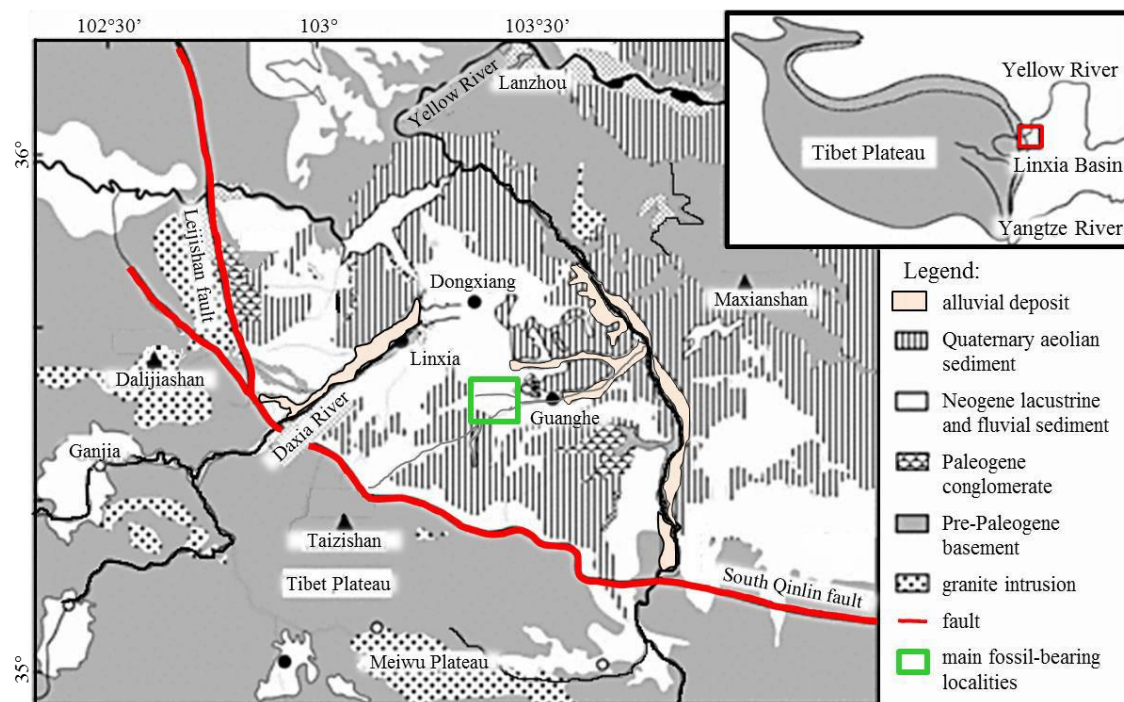 102°30'
103
103°30'
36°
35°
Yellow River
Lanzhou
Leijishan fault
Dongxiang
Maxianshan
Linxia
Dalijiashan
Guanghe
Daxia River
Ganjia
Taizishan
Tibet Plateau
South Qinlin fault
Meiwu Plateau
Yellow River
Tibet Plateau
Linxia Basin
Yangtze River
Legend:
alluvial deposit
Quaternary aeolian
sediment
Neogene lacustrine
and fluvial sediment
Paleogene
conglomerate
Pre-Paleogene
basement
granite intrusion
fault
main fossil-bearing
localities